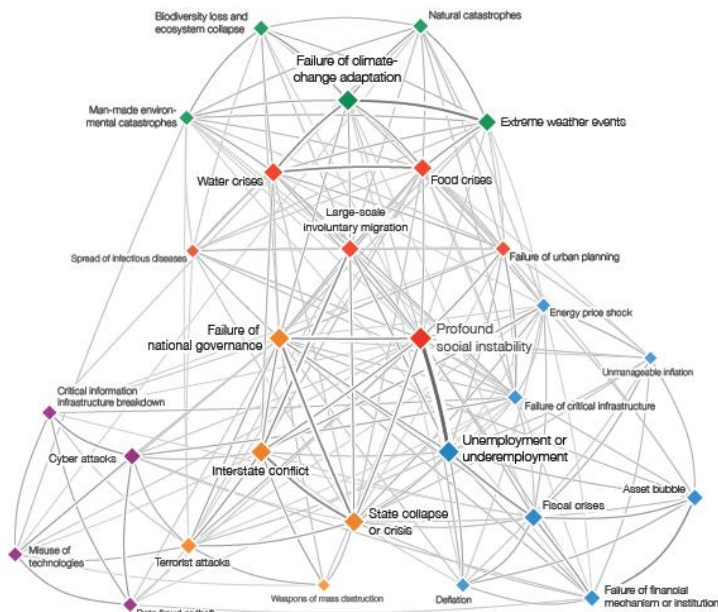 Biodiversity loss and
ecosystem collapse
Natural catastrophes
Failure of climate-
change adaptation
Man-made environ-
mental catastrophes
Extreme weather events
Water crises
Food crises
Large-scale
involuntary migration
Spread of infectious diseases
Failure of urban planning
Energy price shock
Failure of
national governance
Profound
social instability
Unmanageable inflation
Critical information
infrastructure breakdown
Failure of critical infrastructure
Cyber attacks
Interstate conflict
Unemployment or
underemployment
Asset bubble
State collapse
or crisis
Fiscal crises
Misuse of
technologies
Terrorist attacks
Weapons of mass destruction
Deflation
Failure of financial
mechanism or institution